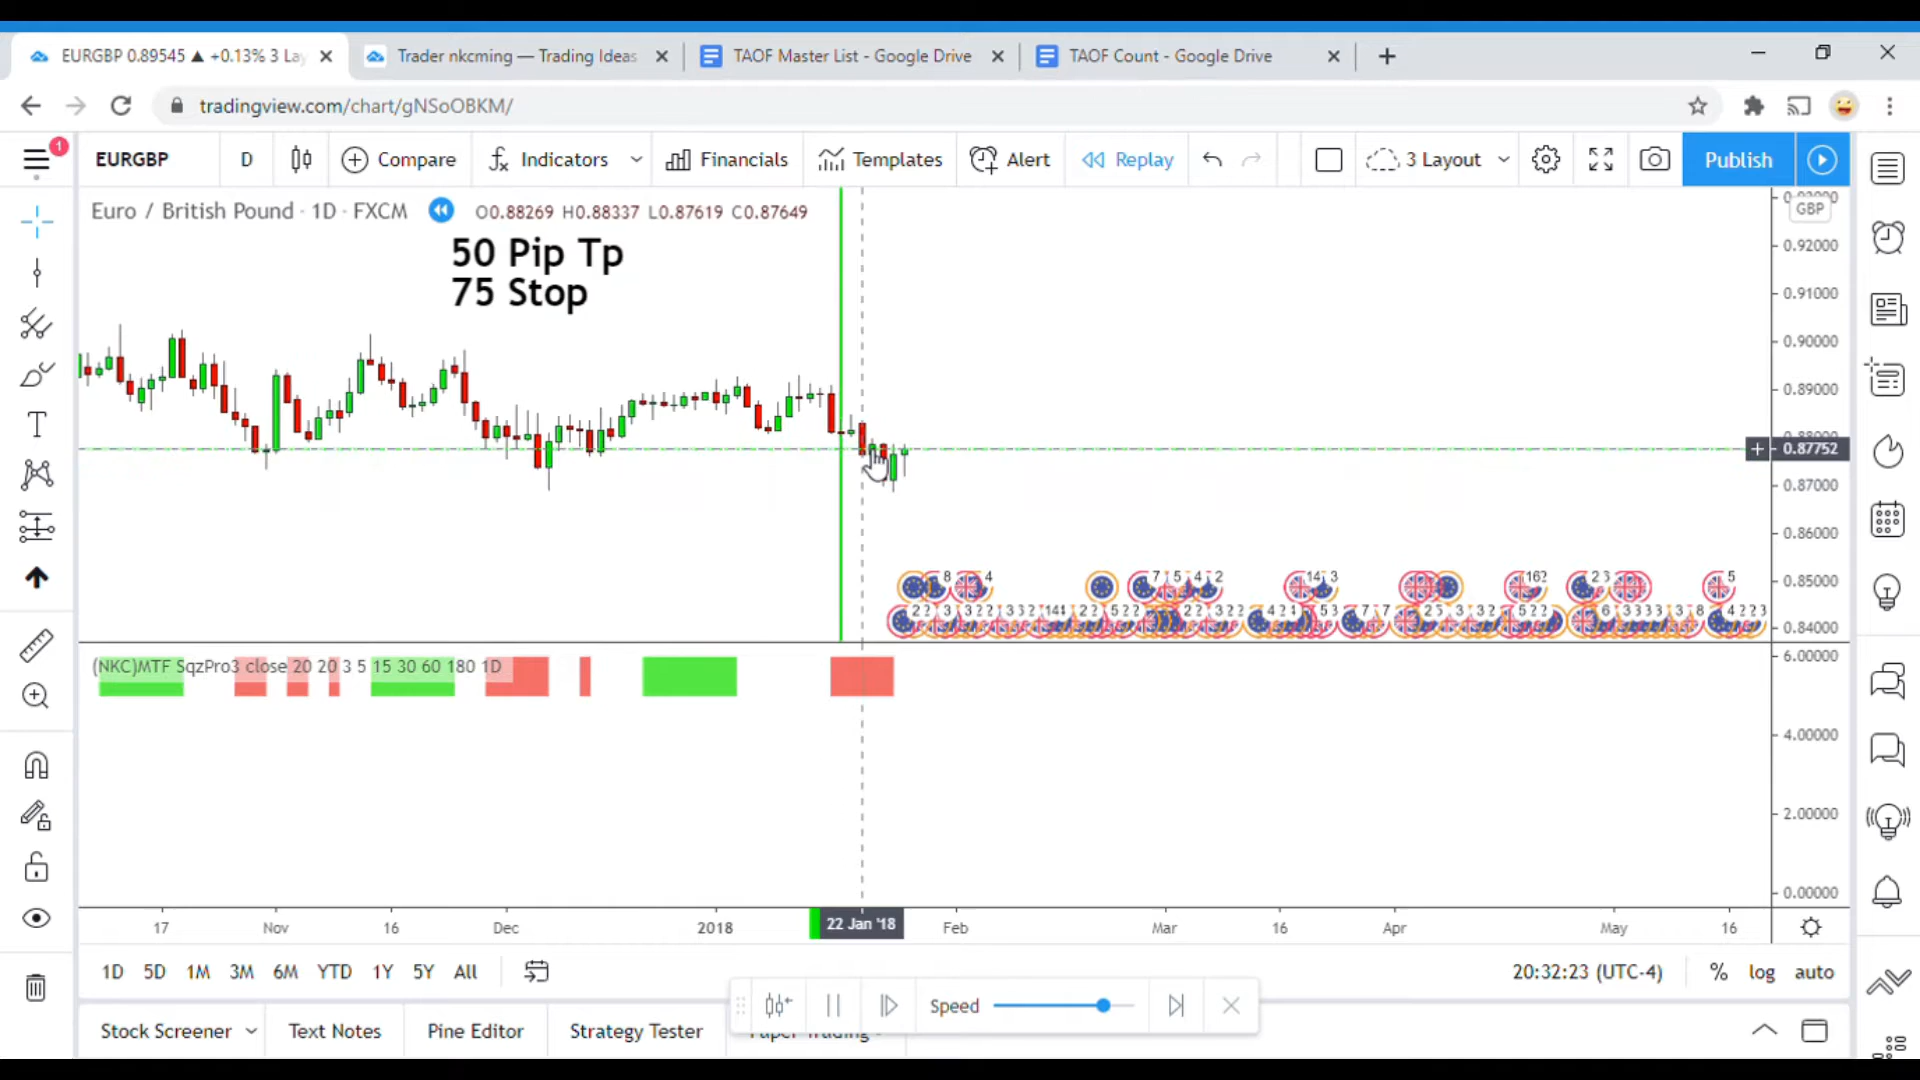 EURGBP 0.89545 ▲ +0.13% 3 La
Trader nkcming — Trading Ideas
TAOF Master List - Google Drive
TAOF Count - Google Drive
tradingview.com/chart/gNSoOBKM/
1
EURGBP
D
Compare
Indicators
Financials
Templates
Alert
Replay
3 Layout
Publish
Euro / British Pound · 1D · FXCM
O0.88269 H0.88337 L0.87619 C0.87649
50 Pip Tp
75 Stop
GBP
0.92000
0.91000
0.90000
0.89000
0.87752
0.87000
0.86000
0.85000
0.84000
(NKC)MTF SqzPro3 close 20 20 3 5 15 30 60 180 1D
6.00000
4.00000
2.00000
0.00000
17
Nov
16
Dec
2018
22 Jan '18
Feb
Mar
16
Apr
May
16
1D 5D 1M 3M 6M YTD 1Y 5Y All
20:32:23 (UTC-4)
% log auto
Speed
Stock Screener
Text Notes
Pine Editor
Strategy Tester
Paper Trading